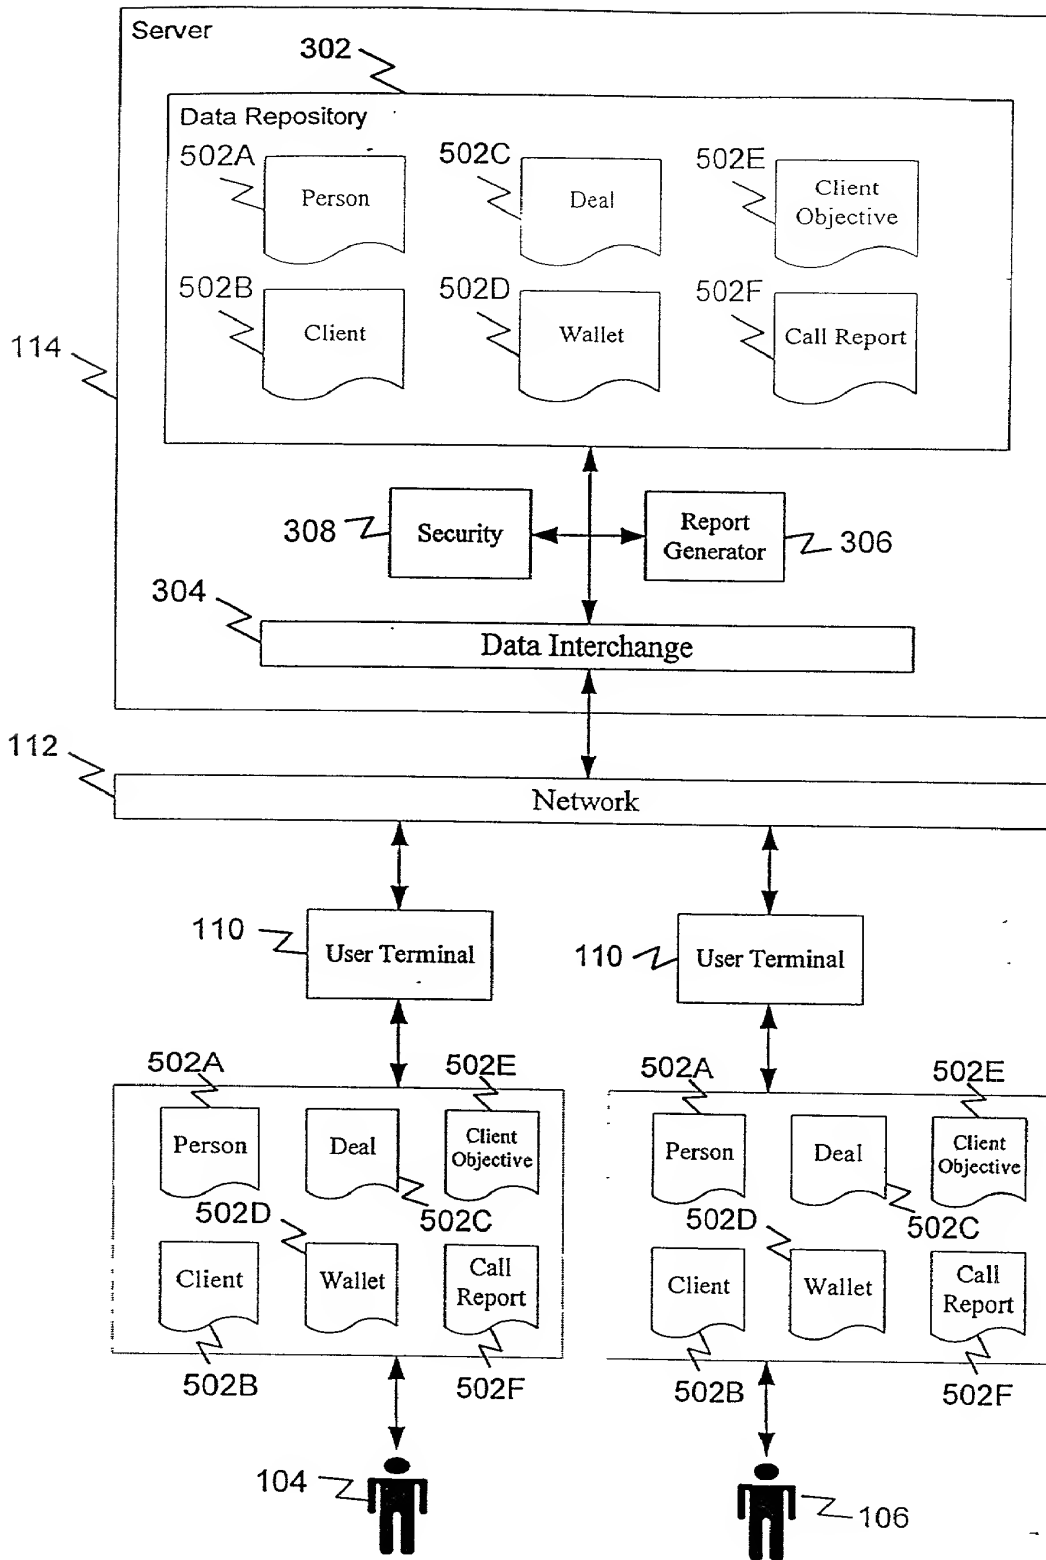 Server
302
Data Repository
502A
502C
502E
Person
Deal
Client
Objective
502B
502D
502F
Client
Wallet
Call Report
114
308
Security
Report
Generator
306
304
Data Interchange
112
Network
110
User Terminal
110
User Terminal
502A
502E
502A
502E
Person
Deal
Client
Objective
Person
Deal
Client
Objective
502D
502C
502D
502C
Client
Wallet
Call
Report
Client
Wallet
Call
Report
502B
502F
502B
502F
104
106